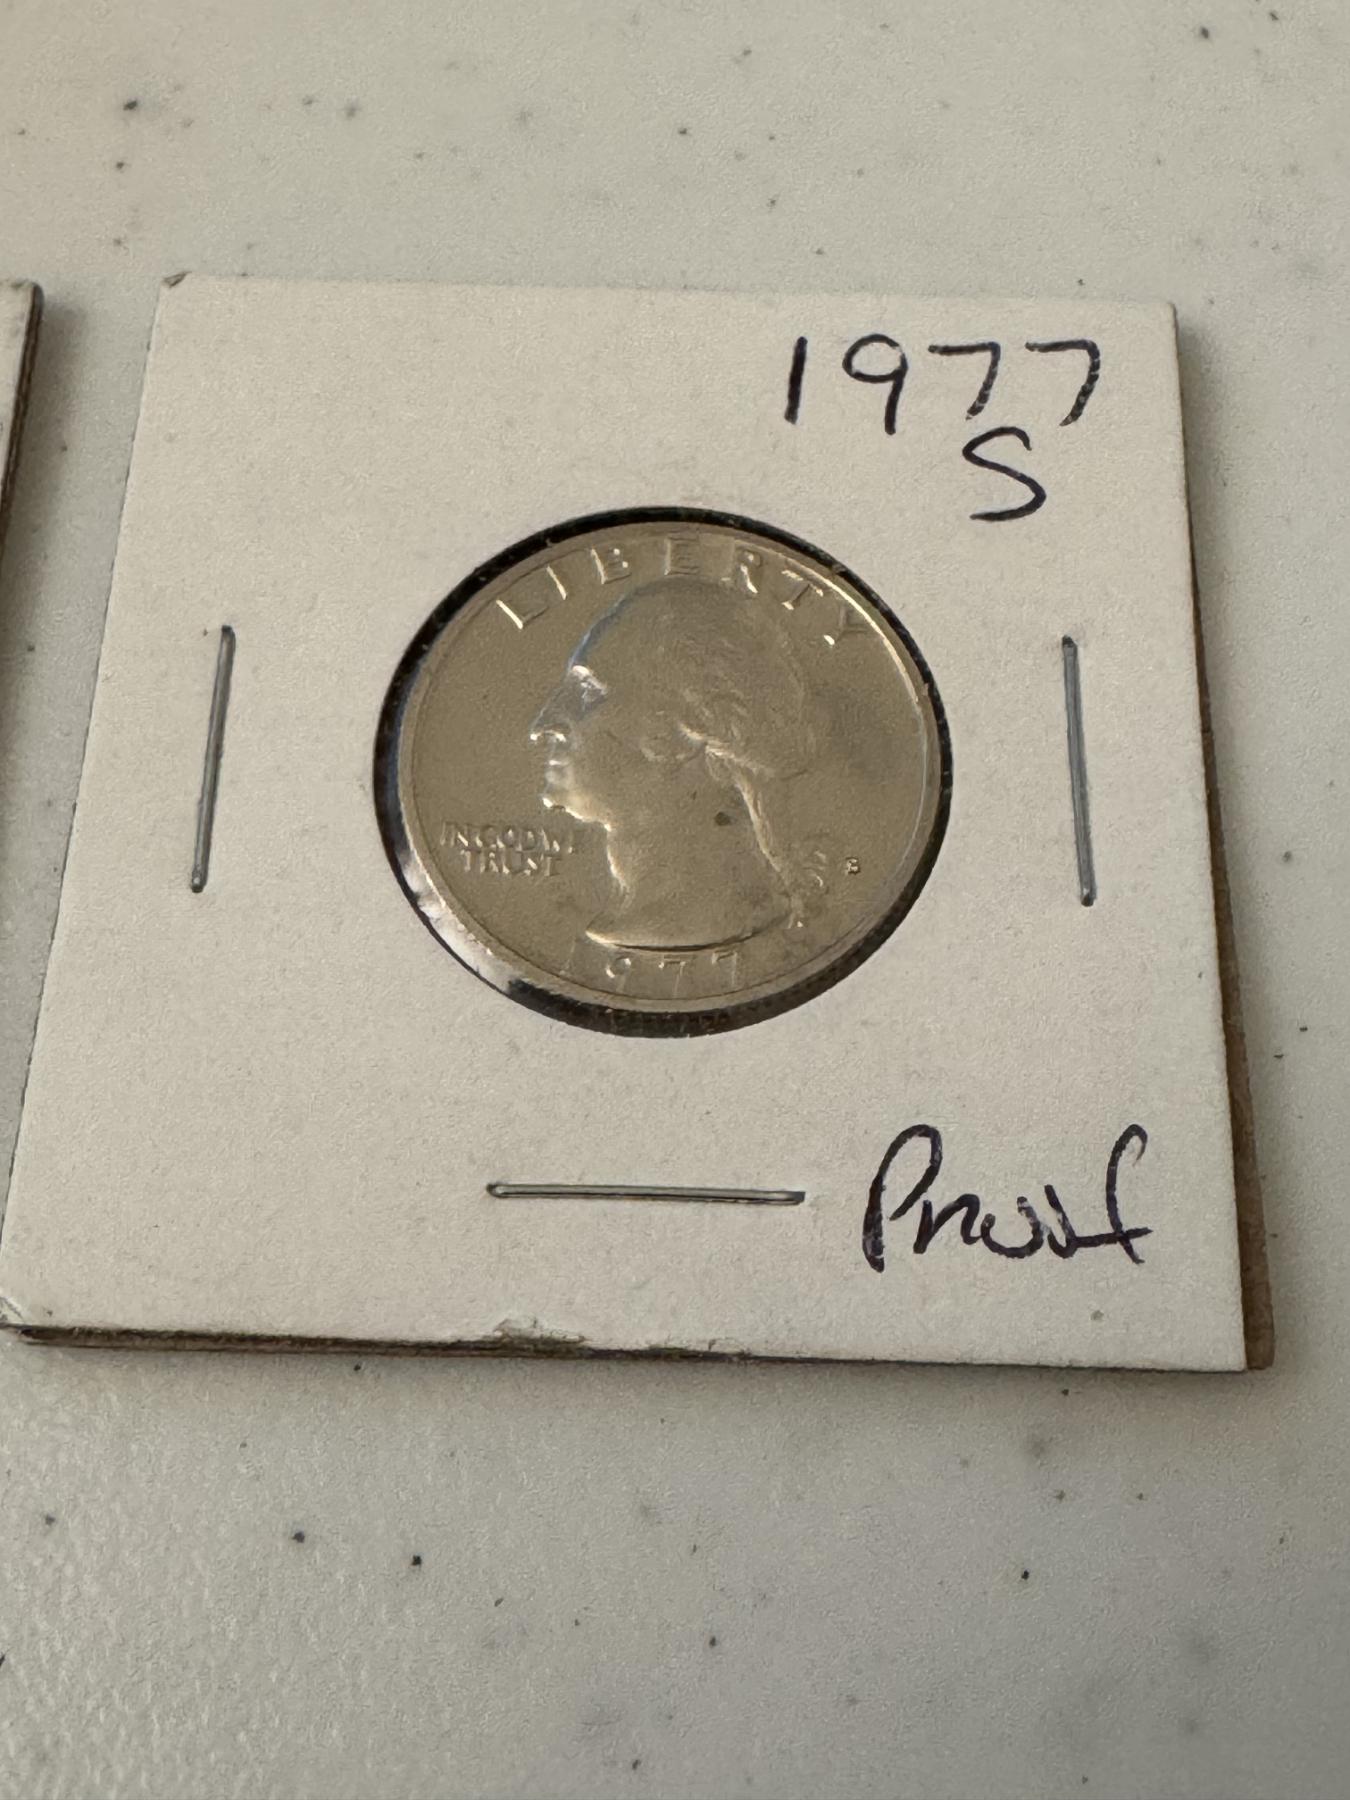 1977
S
LIBERTY
IN GOD WE
TRUST
1977
Proof